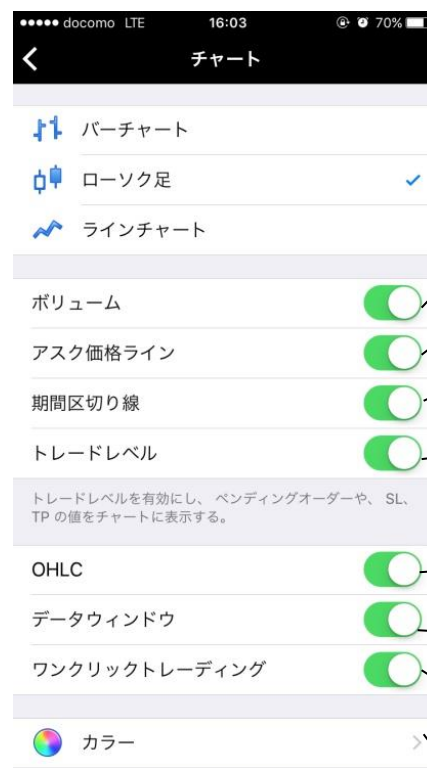 docomo LTE 16:03 70%
チャート
バーチャート
ローソク足
ラインチャート
ボリューム
アスク価格ライン
期間区切り線
トレードレベル
トレードレベルを有効にし、 ペンディングオーダーや、 SL、
TP の値をチャートに表示する。
OHLC
データウィンドウ
ワンクリックトレーディング
カラー